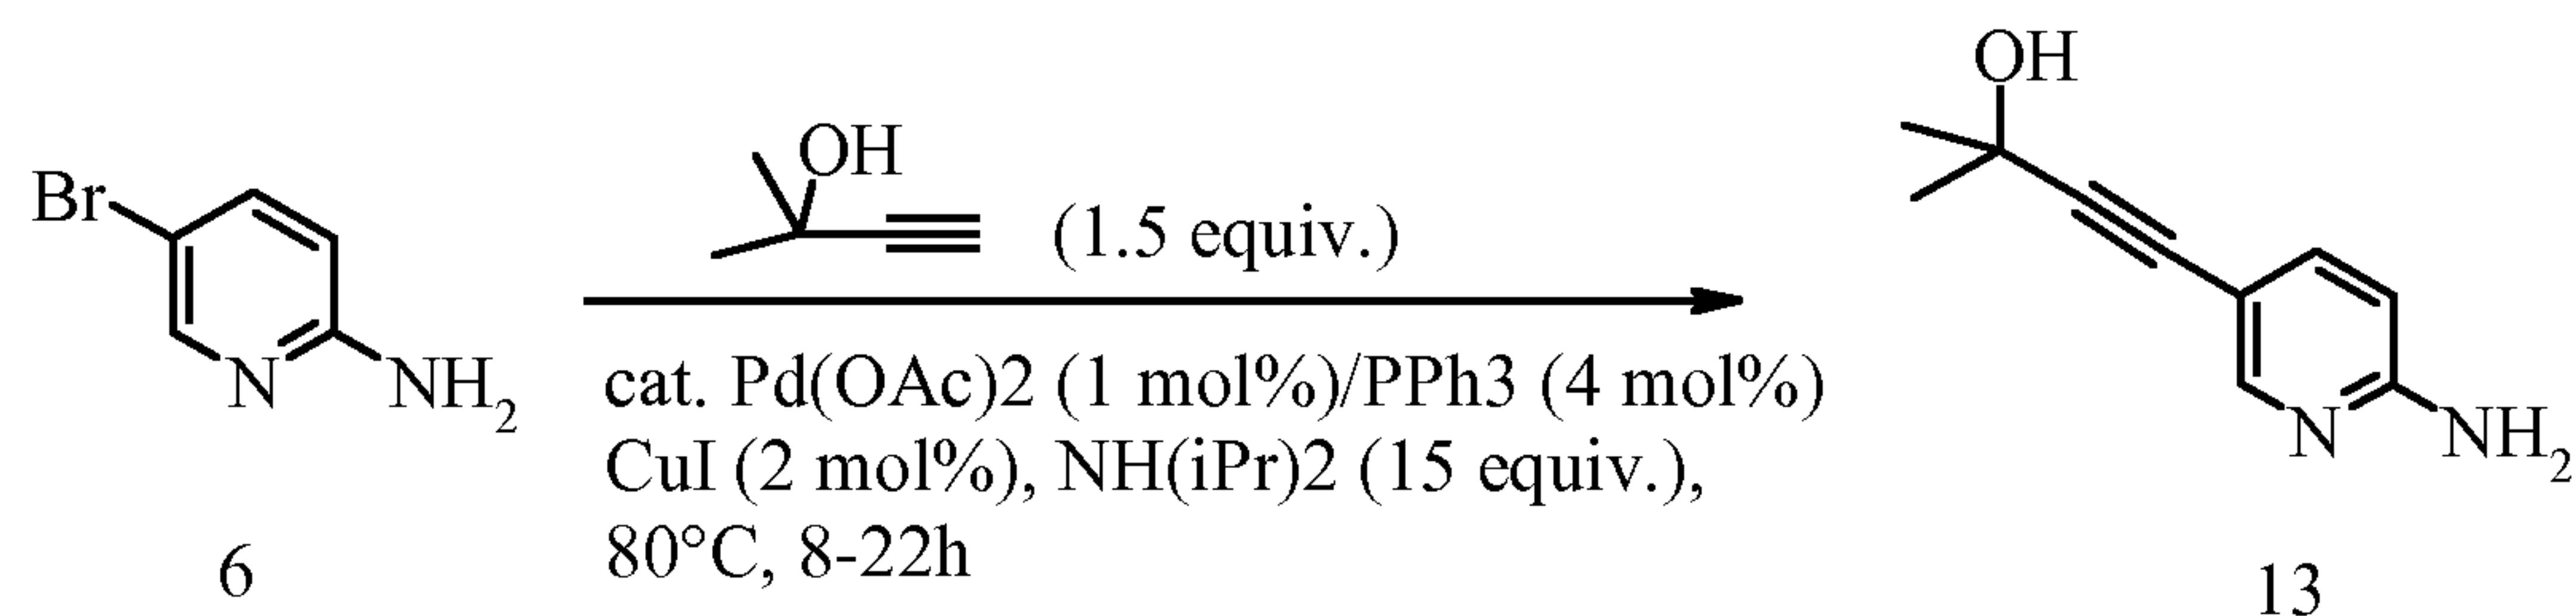 OH
OH
Br
(1.5 equiv.)
N
NH2
cat. Pd(OAc)2 (1 mol%)/PPh3 (4 mol%)
CuI (2 mol%), NH(iPr)2 (15 equiv.),
N
NH2
80°C, 8-22h
6
13